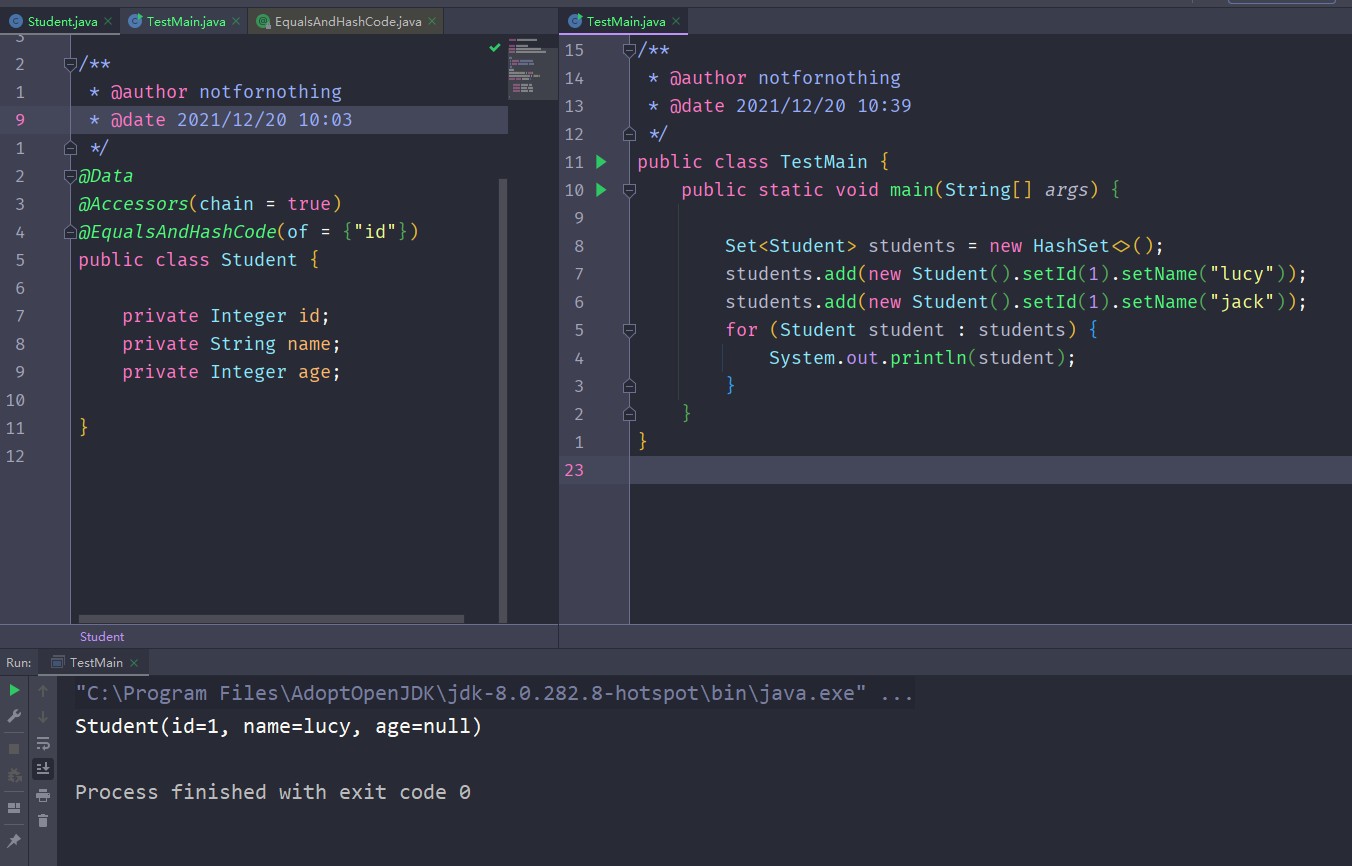 Student.java
TestMain.java
EqualsAndHashCode.java
3
2 /**
1 * @author notfornothing
9 * @date 2021/12/20 10:03
1 */
2 @Data
3 @Accessors(chain = true)
4 @EqualsAndHashCode(of = {"id"})
5 public class Student {
6
7 private Integer id;
8 private String name;
9 private Integer age;
10
11 }
12
Student
TestMain.java
15 /**
14 * @author notfornothing
13 * @date 2021/12/20 10:39
12 */
11 public class TestMain {
10 public static void main(String[] args) {
9
8 Set<Student> students = new HashSet<>();
7 students.add(new Student().setId(1).setName("lucy"));
6 students.add(new Student().setId(1).setName("jack"));
5 for (Student student : students) {
4 System.out.println(student);
3 }
2 }
1 }
23
Run: TestMain
"C:\Program Files\AdoptOpenJDK\jdk-8.0.282.8-hotspot\bin\java.exe" ...
Student(id=1, name=lucy, age=null)
Process finished with exit code 0